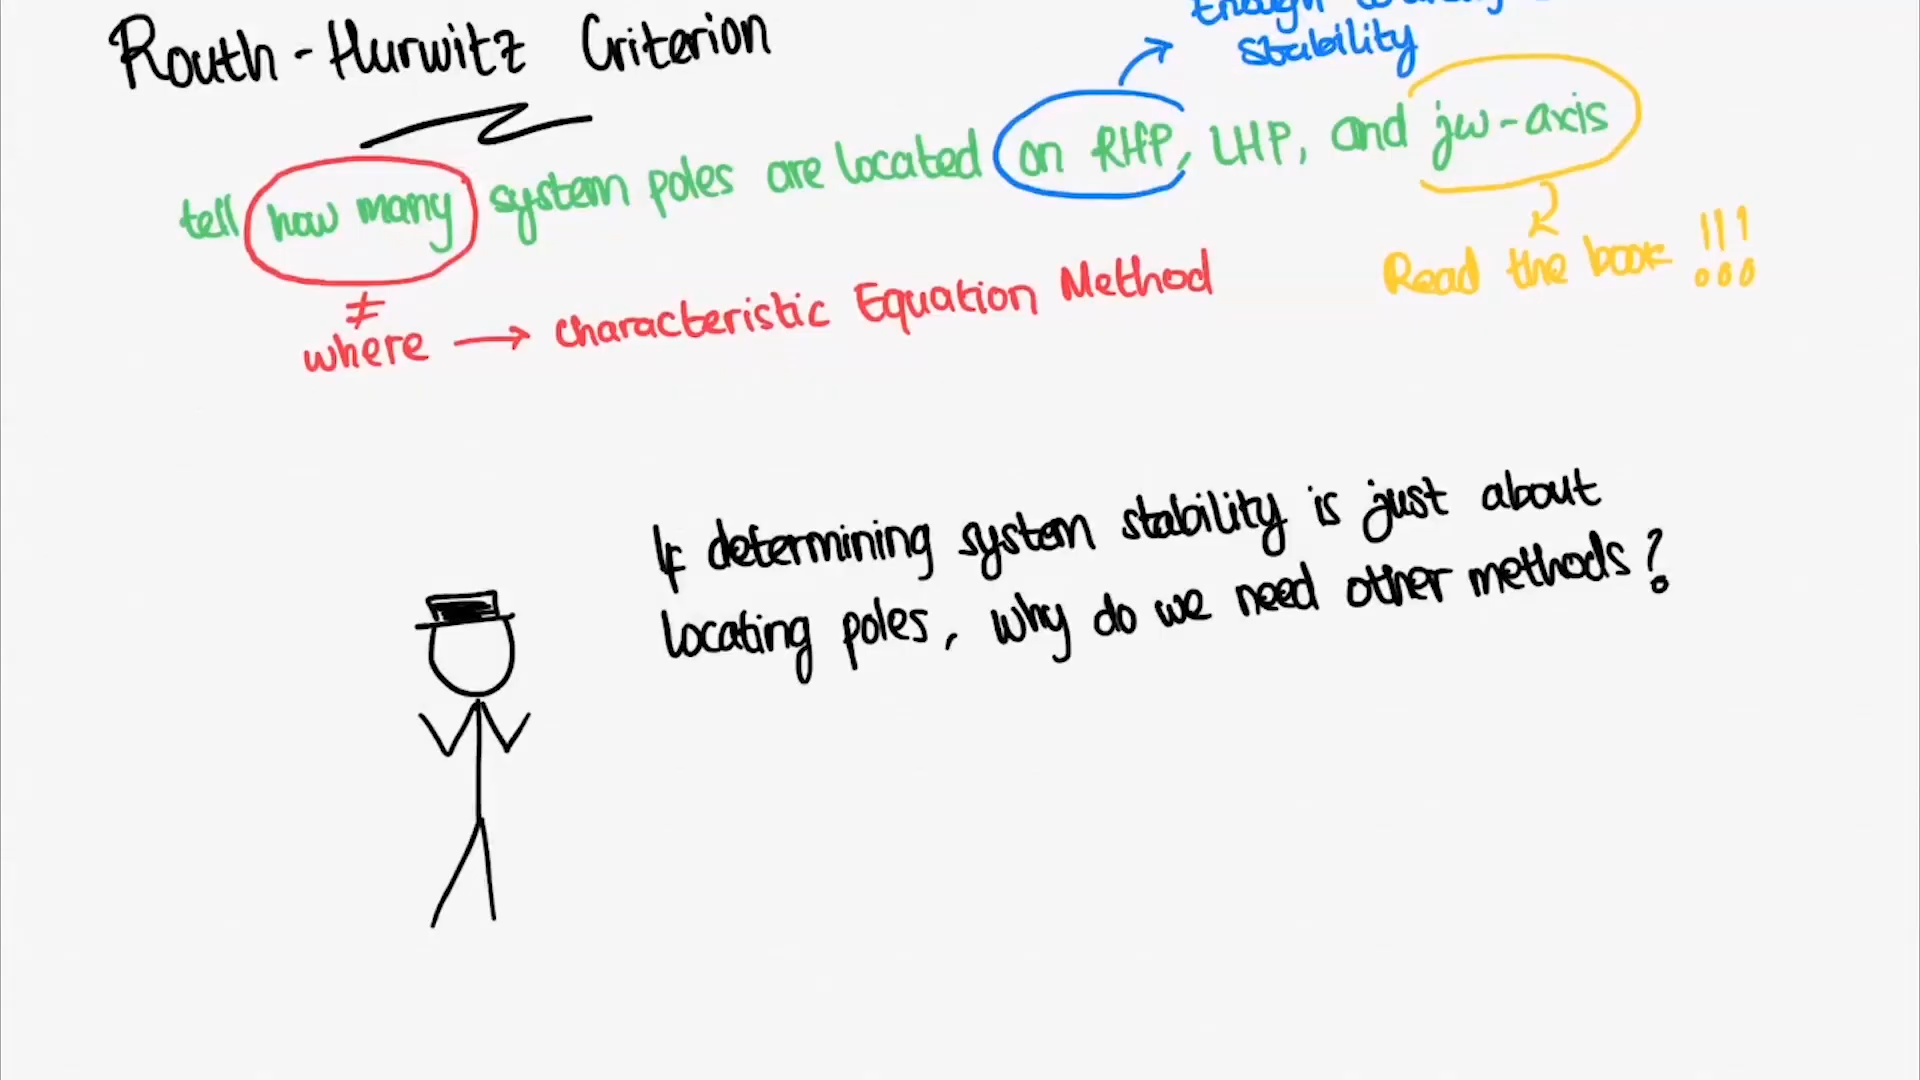 Enough
stability
Routh-Hurwitz Criterion
tell how many system poles are located on RHP, LHP, and jw-axis
≠
where → characteristic Equation Method
Read the book !!!
If determining system stability is just about
locating poles, why do we need other methods?